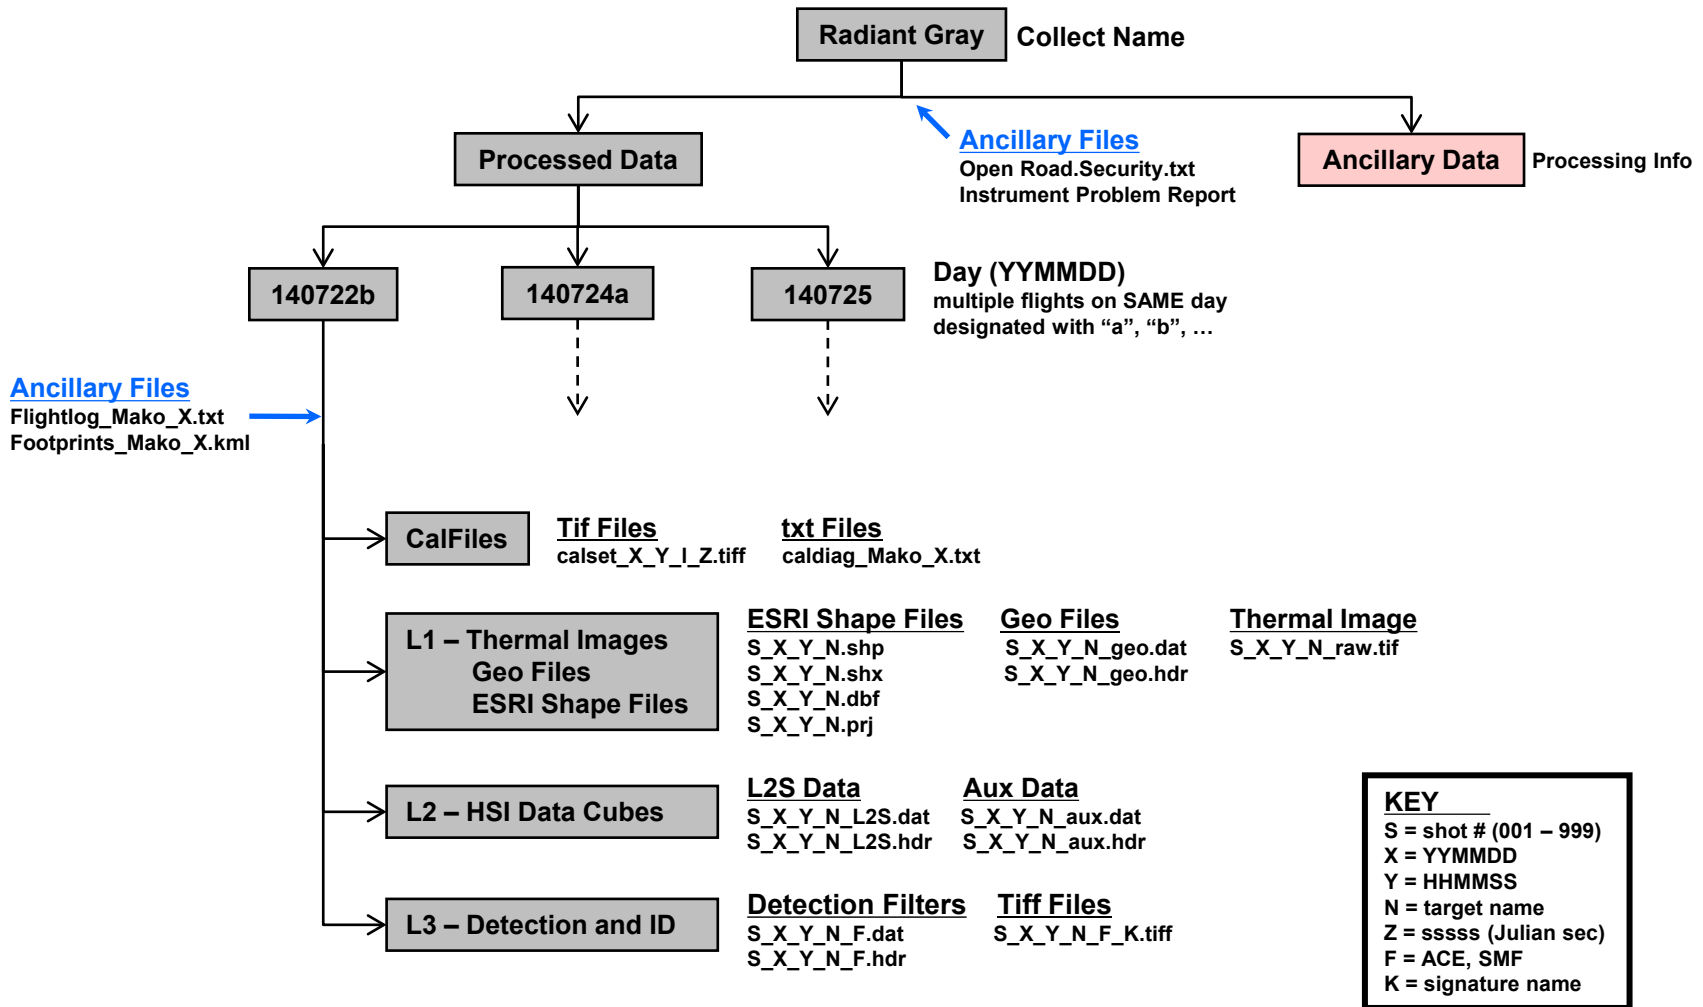 Radiant Gray
Collect Name
Processed Data
Ancillary Files
Open Road.Security.txt
Instrument Problem Report
Ancillary Data
Processing Info
140722b
140724a
140725
Day (YYMMDD)
multiple flights on SAME day
designated with “a”, “b”, …
Ancillary Files
Flightlog_Mako_X.txt
Footprints_Mako_X.kml
CalFiles
Tif Files
calset_X_Y_I_Z.tiff
txt Files
caldiag_Mako_X.txt
L1 – Thermal Images
Geo Files
ESRI Shape Files
ESRI Shape Files
S_X_Y_N.shp
S_X_Y_N.shx
S_X_Y_N.dbf
S_X_Y_N.prj
Geo Files
S_X_Y_N_geo.dat
S_X_Y_N_geo.hdr
Thermal Image
S_X_Y_N_raw.tif
L2 – HSI Data Cubes
L2S Data
S_X_Y_N_L2S.dat
S_X_Y_N_L2S.hdr
Aux Data
S_X_Y_N_aux.dat
S_X_Y_N_aux.hdr
L3 – Detection and ID
Detection Filters
S_X_Y_N_F.dat
S_X_Y_N_F.hdr
Tiff Files
S_X_Y_N_F_K.tiff
KEY
S = shot # (001 – 999)
X = YYMMDD
Y = HHMMSS
N = target name
Z = sssss (Julian sec)
F = ACE, SMF
K = signature name